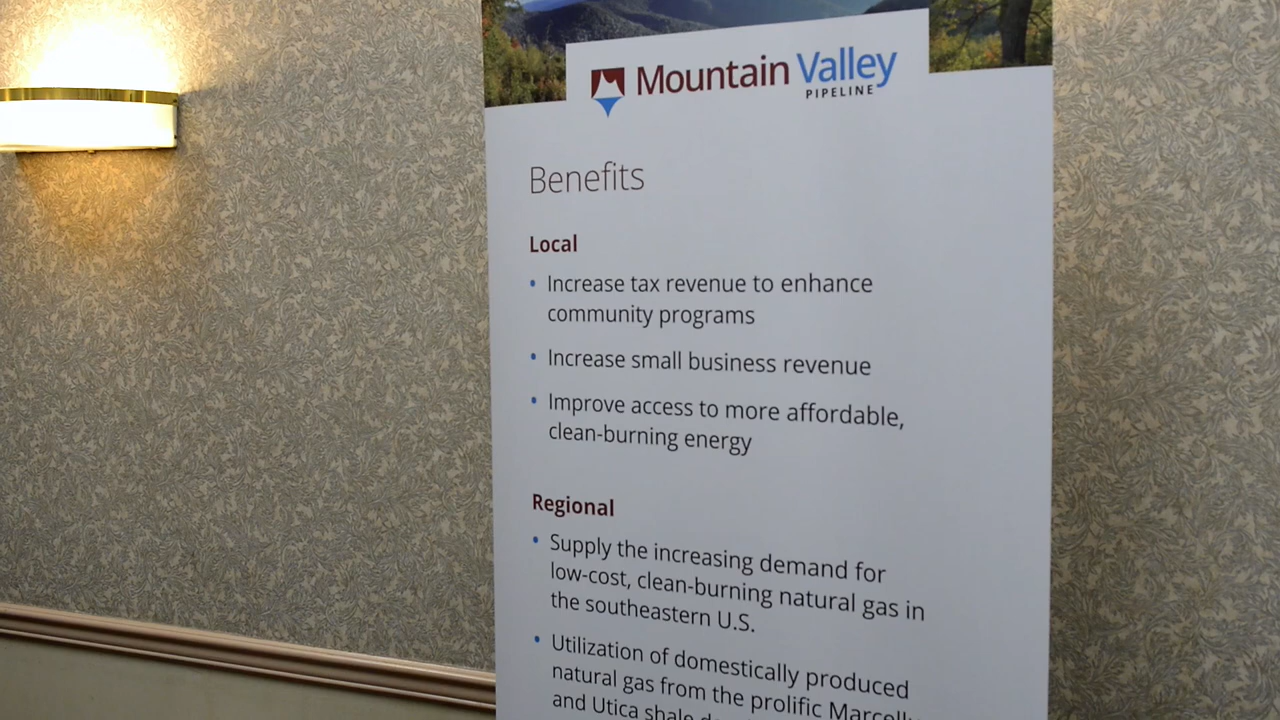 Mountain Valley
PIPELINE
Benefits
Local
• Increase tax revenue to enhance
community programs
• Increase small business revenue
• Improve access to more affordable,
clean-burning energy
Regional
• Supply the increasing demand for
low-cost, clean-burning natural gas in
the southeastern U.S.
• Utilization of domestically produced
natural gas from the prolific
and Utica shale